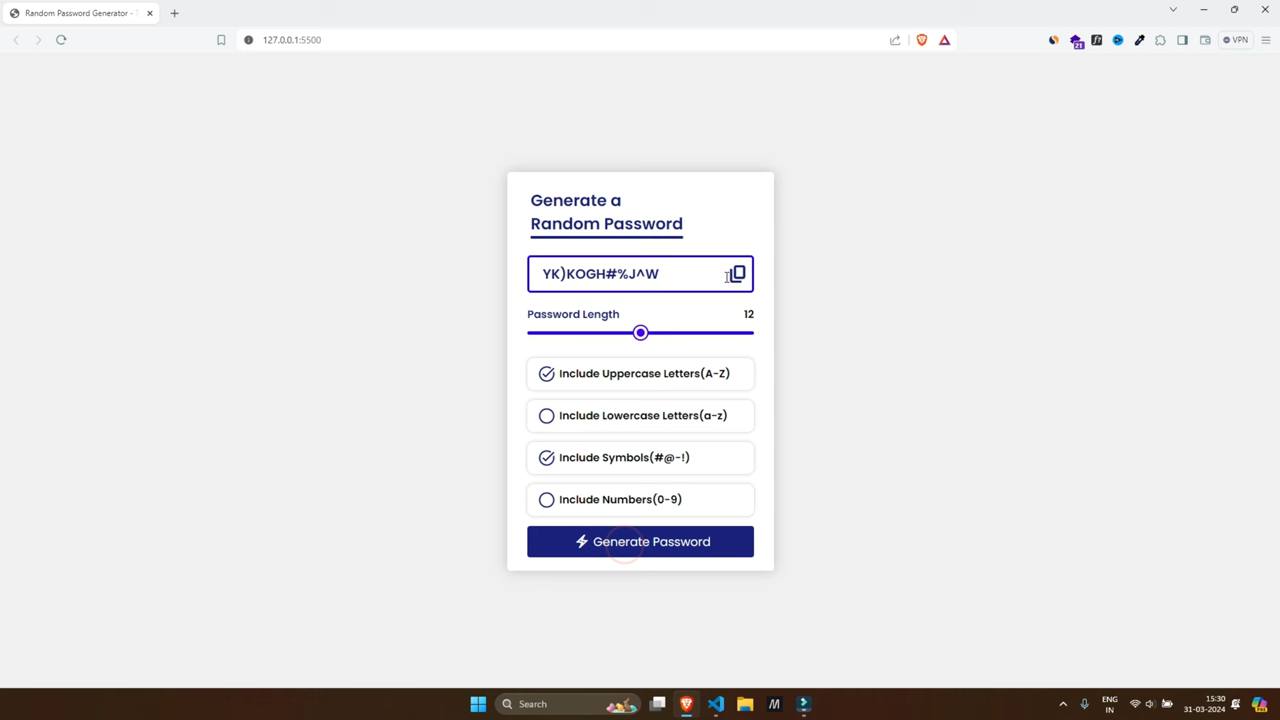 Random Password Generator -
127.0.0.1:5500
21
VPN
Generate a
Random Password
YK)KOGH#%J^W
Password Length 12
Include Uppercase Letters(A-Z)
Include Lowercase Letters(a-z)
Include Symbols(#@-!)
Include Numbers(0-9)
Generate Password
Search
M
ENG
IN
15:30
31-03-2024